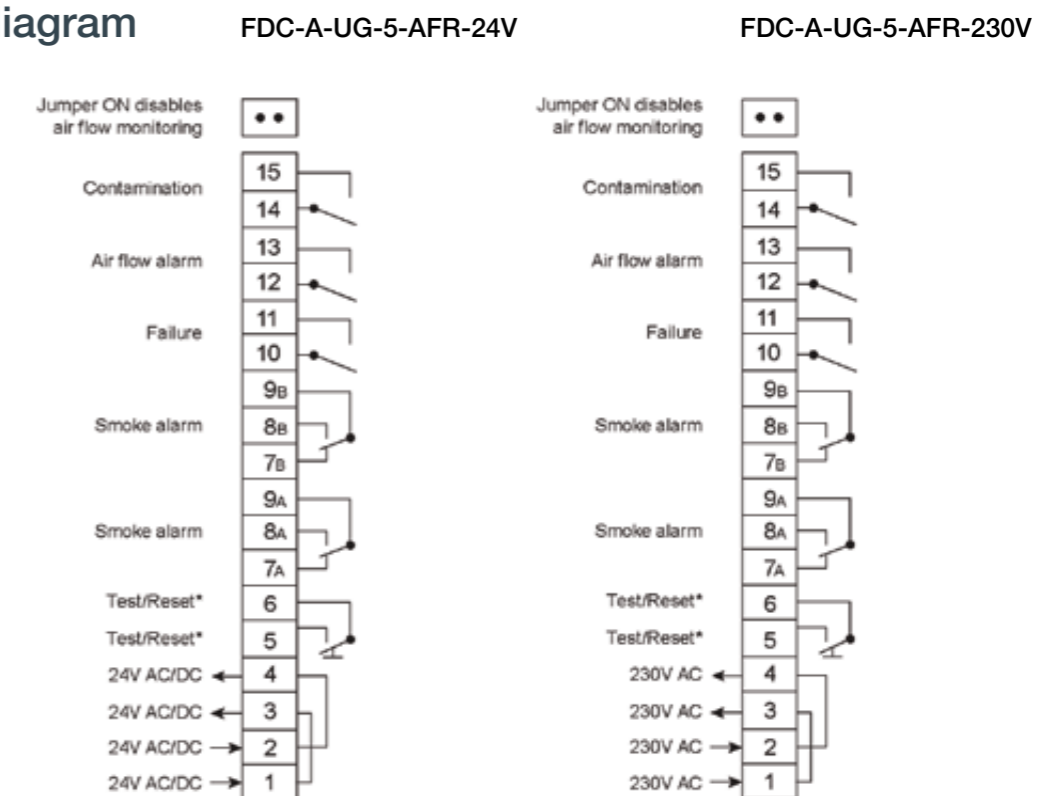 iagram
FDC-A-UG-5-AFR-24V
FDC-A-UG-5-AFR-230V
Jumper ON disables
air flow monitoring
15
Contamination
14
13
Air flow alarm
12
11
Failure
10
9B
Smoke alarm
8B
7B
9A
Smoke alarm
8A
7A
Test/Reset* 6
Test/Reset* 5
24V AC/DC 4
24V AC/DC 3
24V AC/DC 2
24V AC/DC 1
Jumper ON disables
air flow monitoring
15
Contamination
14
13
Air flow alarm
12
11
Failure
10
9B
Smoke alarm
8B
7B
9A
Smoke alarm
8A
7A
Test/Reset* 6
Test/Reset* 5
230V AC 4
230V AC 3
230V AC 2
230V AC 1